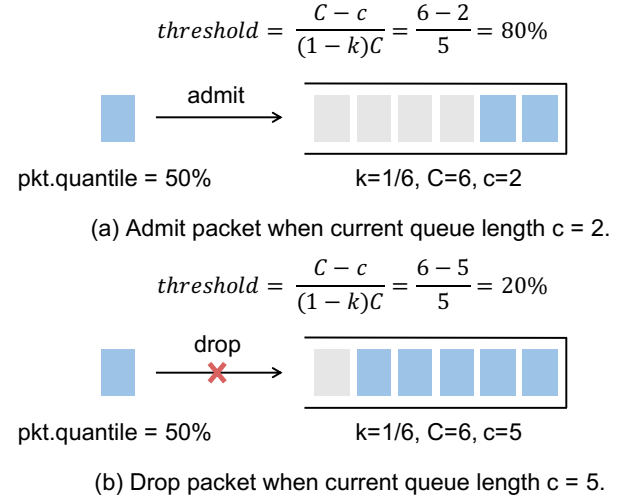 threshold = C − c / (1 − k)C = 6 − 2 / 5 = 80%
admit
pkt.quantile = 50%
k=1/6, C=6, c=2
(a) Admit packet when current queue length c = 2.
threshold = C − c / (1 − k)C = 6 − 5 / 5 = 20%
drop
pkt.quantile = 50%
k=1/6, C=6, c=5
(b) Drop packet when current queue length c = 5.